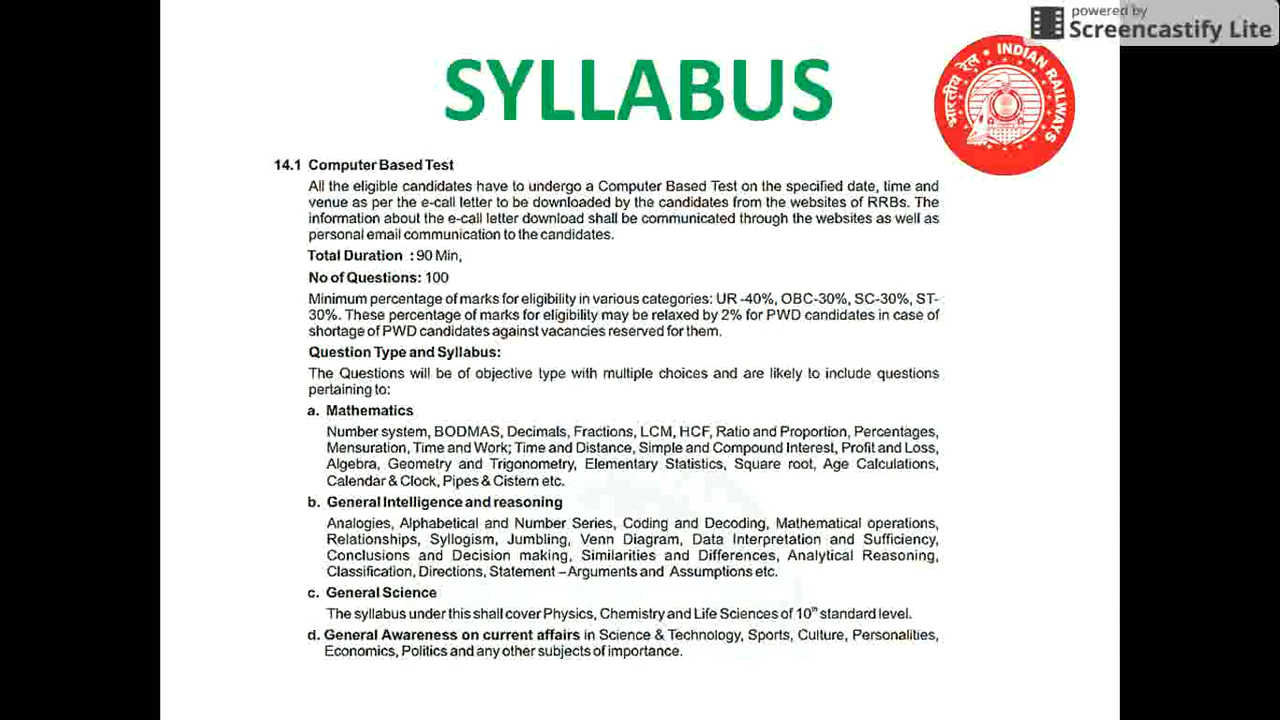 powered by
Screencastify Lite
SYLLABUS
भारतीय रेल • INDIAN RAILWAYS
14.1 Computer Based Test
All the eligible candidates have to undergo a Computer Based Test on the specified date, time and
venue as per the e-call letter to be downloaded by the candidates from the websites of RRBs. The
information about the e-call letter download shall be communicated through the websites as well as
personal email communication to the candidates.
Total Duration : 90 Min,
No of Questions: 100
Minimum percentage of marks for eligibility in various categories: UR -40%, OBC-30%, SC-30%, ST-
30%. These percentage of marks for eligibility may be relaxed by 2% for PWD candidates in case of
shortage of PWD candidates against vacancies reserved for them.
Question Type and Syllabus:
The Questions will be of objective type with multiple choices and are likely to include questions
pertaining to:
a. Mathematics
Number system, BODMAS, Decimals, Fractions, LCM, HCF, Ratio and Proportion, Percentages,
Mensuration, Time and Work; Time and Distance, Simple and Compound Interest, Profit and Loss,
Algebra, Geometry and Trigonometry, Elementary Statistics, Square root, Age Calculations,
Calendar & Clock, Pipes & Cistern etc.
b. General Intelligence and reasoning
Analogies, Alphabetical and Number Series, Coding and Decoding, Mathematical operations,
Relationships, Syllogism, Jumbling, Venn Diagram, Data Interpretation and Sufficiency,
Conclusions and Decision making, Similarities and Differences, Analytical Reasoning,
Classification, Directions, Statement – Arguments and Assumptions etc.
c. General Science
The syllabus under this shall cover Physics, Chemistry and Life Sciences of 10th standard level.
d. General Awareness on current affairs in Science & Technology, Sports, Culture, Personalities,
Economics, Politics and any other subjects of importance.